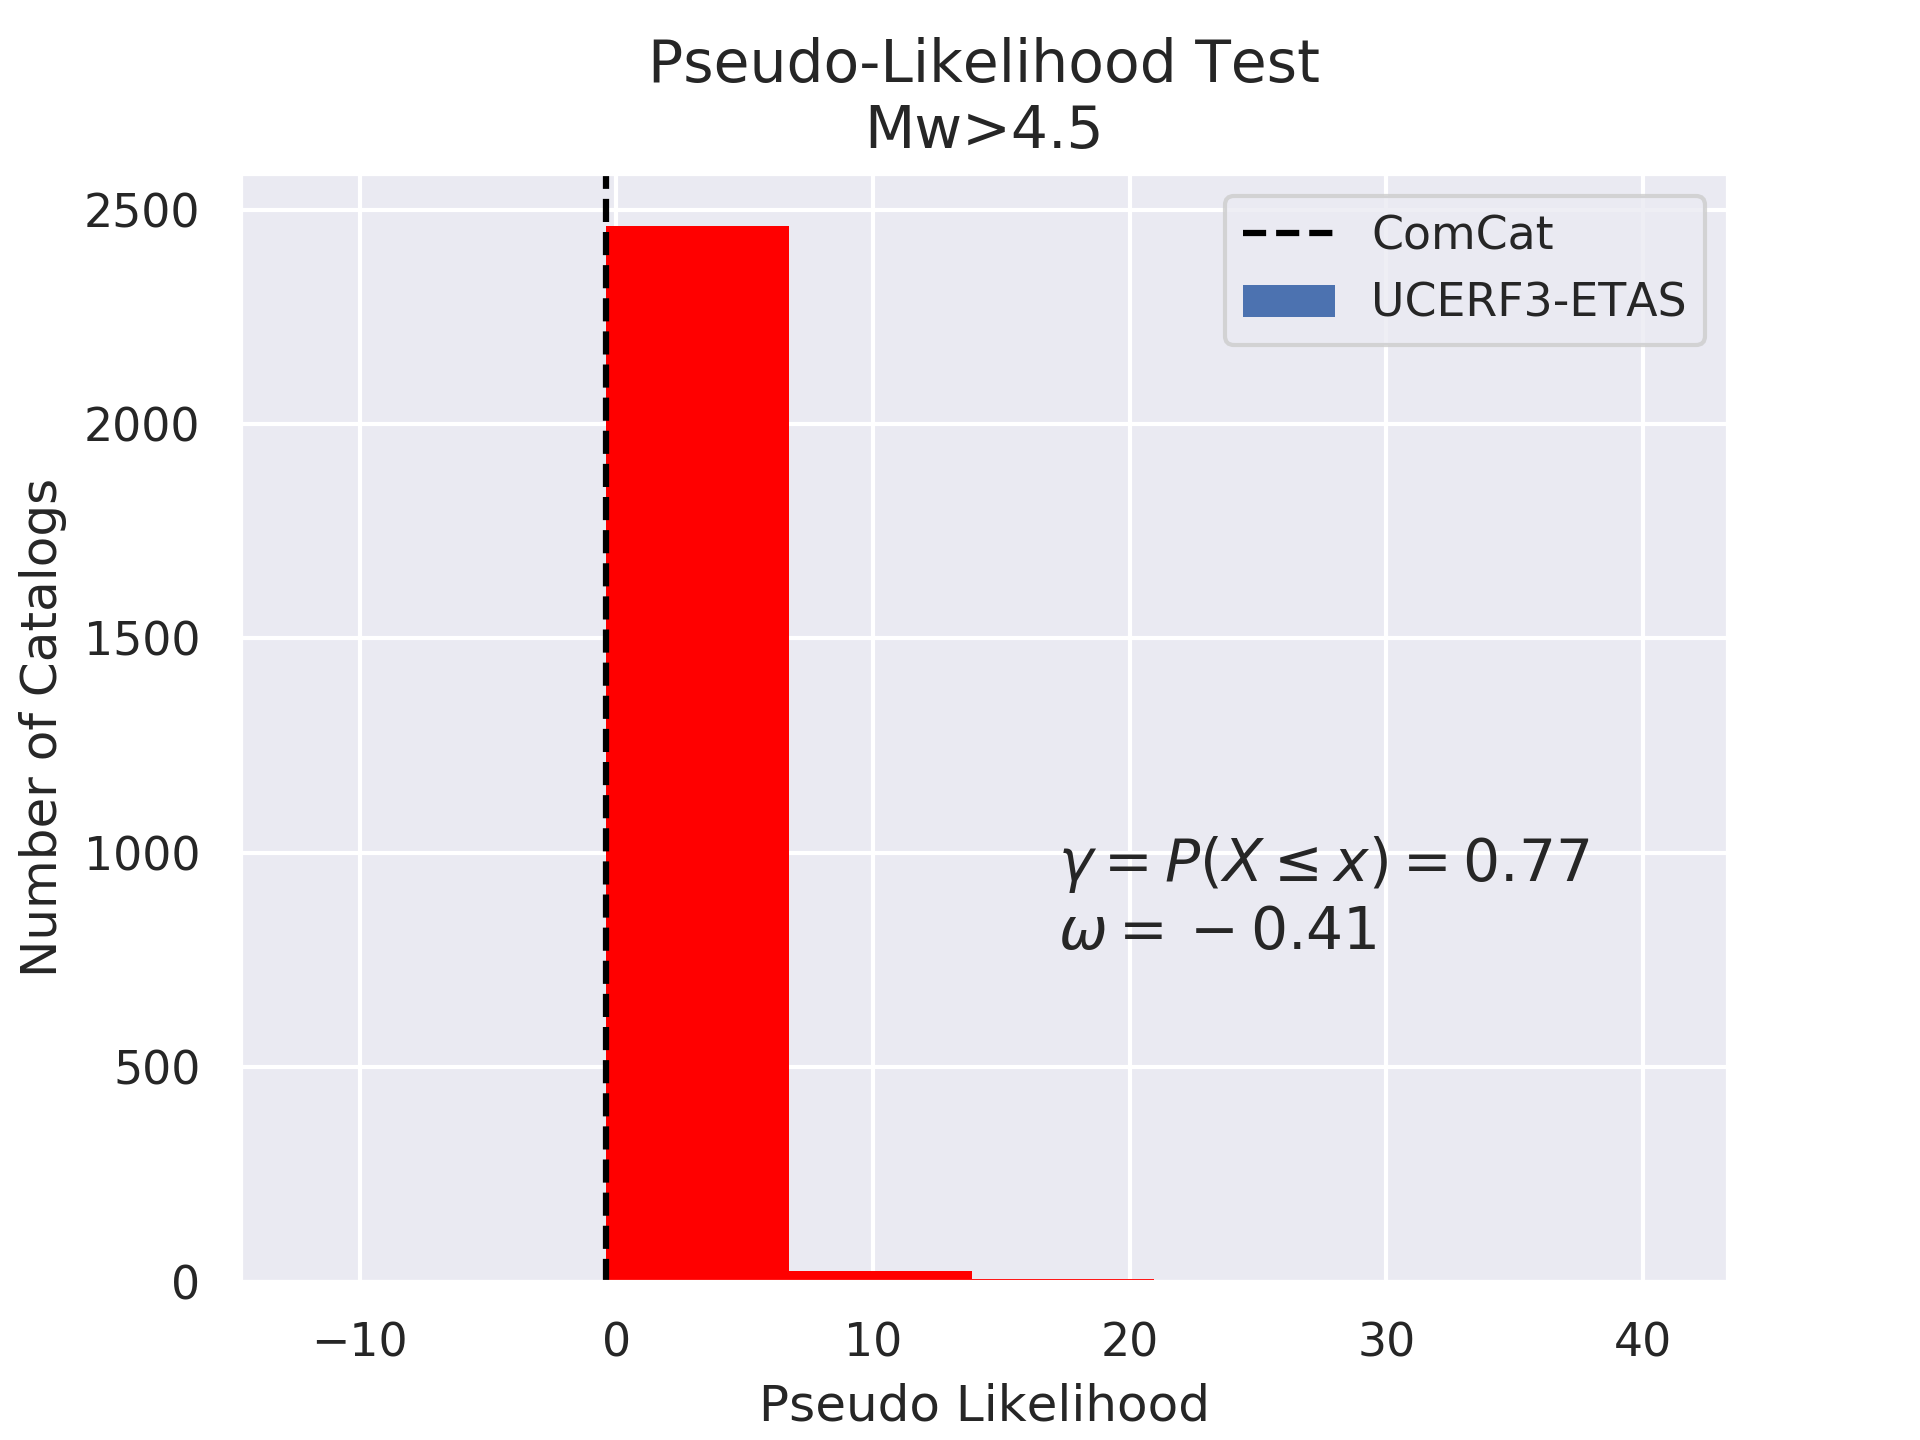 Pseudo-Likelihood Test
Mw>4.5
2500
2000
1500
1000
500
0
Number of Catalogs
ComCat
UCERF3-ETAS
γ = P(X ≤ x) = 0.77
ω = − 0.41
−10 0 10 20 30 40
Pseudo Likelihood